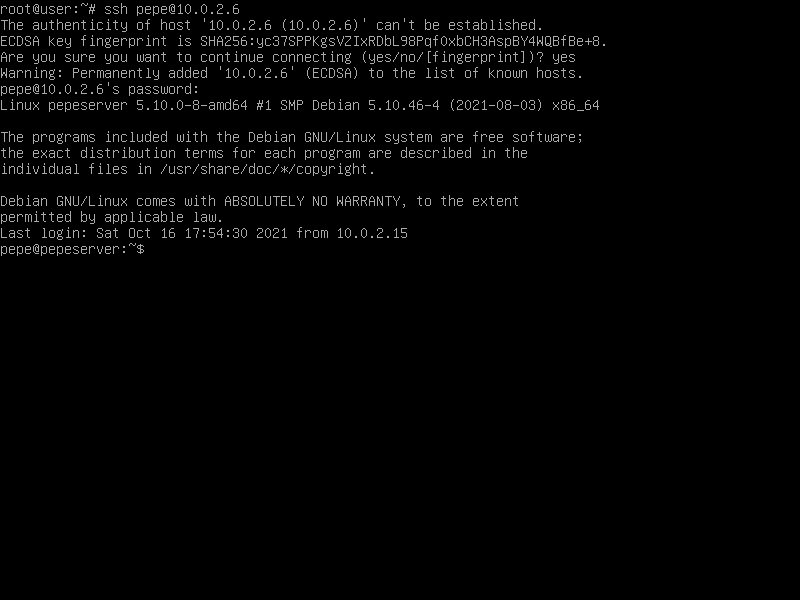 root@user:~# ssh pepe@10.0.2.6
The authenticity of host '10.0.2.6 (10.0.2.6)' can't be established.
ECDSA key fingerprint is SHA256:yc37SPPKgsVZIxRDbL98PqfOxbCH3AspBY4WQBfBe+8.
Are you sure you want to continue connecting (yes/no/[fingerprint])? yes
Warning: Permanently added '10.0.2.6' (ECDSA) to the list of known hosts.
pepe@10.0.2.6's password:
Linux pepeserver 5.10.0-8-amd64 #1 SMP Debian 5.10.46-4 (2021-08-03) x86_64
The programs included with the Debian GNU/Linux system are free software;
the exact distribution terms for each program are described in the
individual files in /usr/share/doc/*/copyright.
Debian GNU/Linux comes with ABSOLUTELY NO WARRANTY, to the extent
permitted by applicable law.
Last login: Sat Oct 16 17:54:30 2021 from 10.0.2.15
pepe@pepeserver:~$